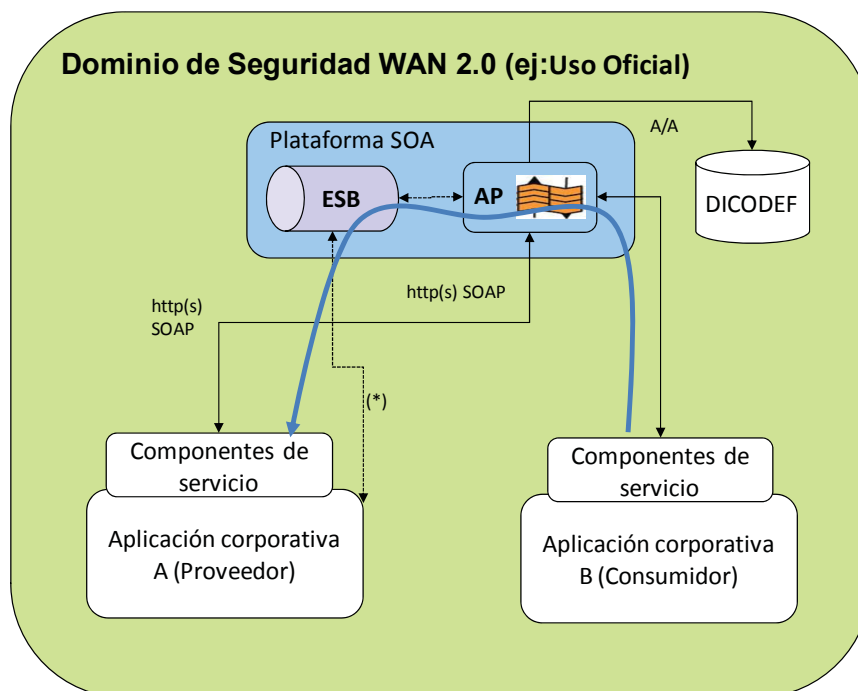 Dominio de Seguridad WAN 2.0 (ej:Uso Oficial)
Plataforma SOA
A/A
ESB
AP
DICODEF
http(s)
SOAP
http(s) SOAP
(*)
Componentes de
servicio
Aplicación corporativa
A (Proveedor)
Componentes de
servicio
Aplicación corporativa
B (Consumidor)